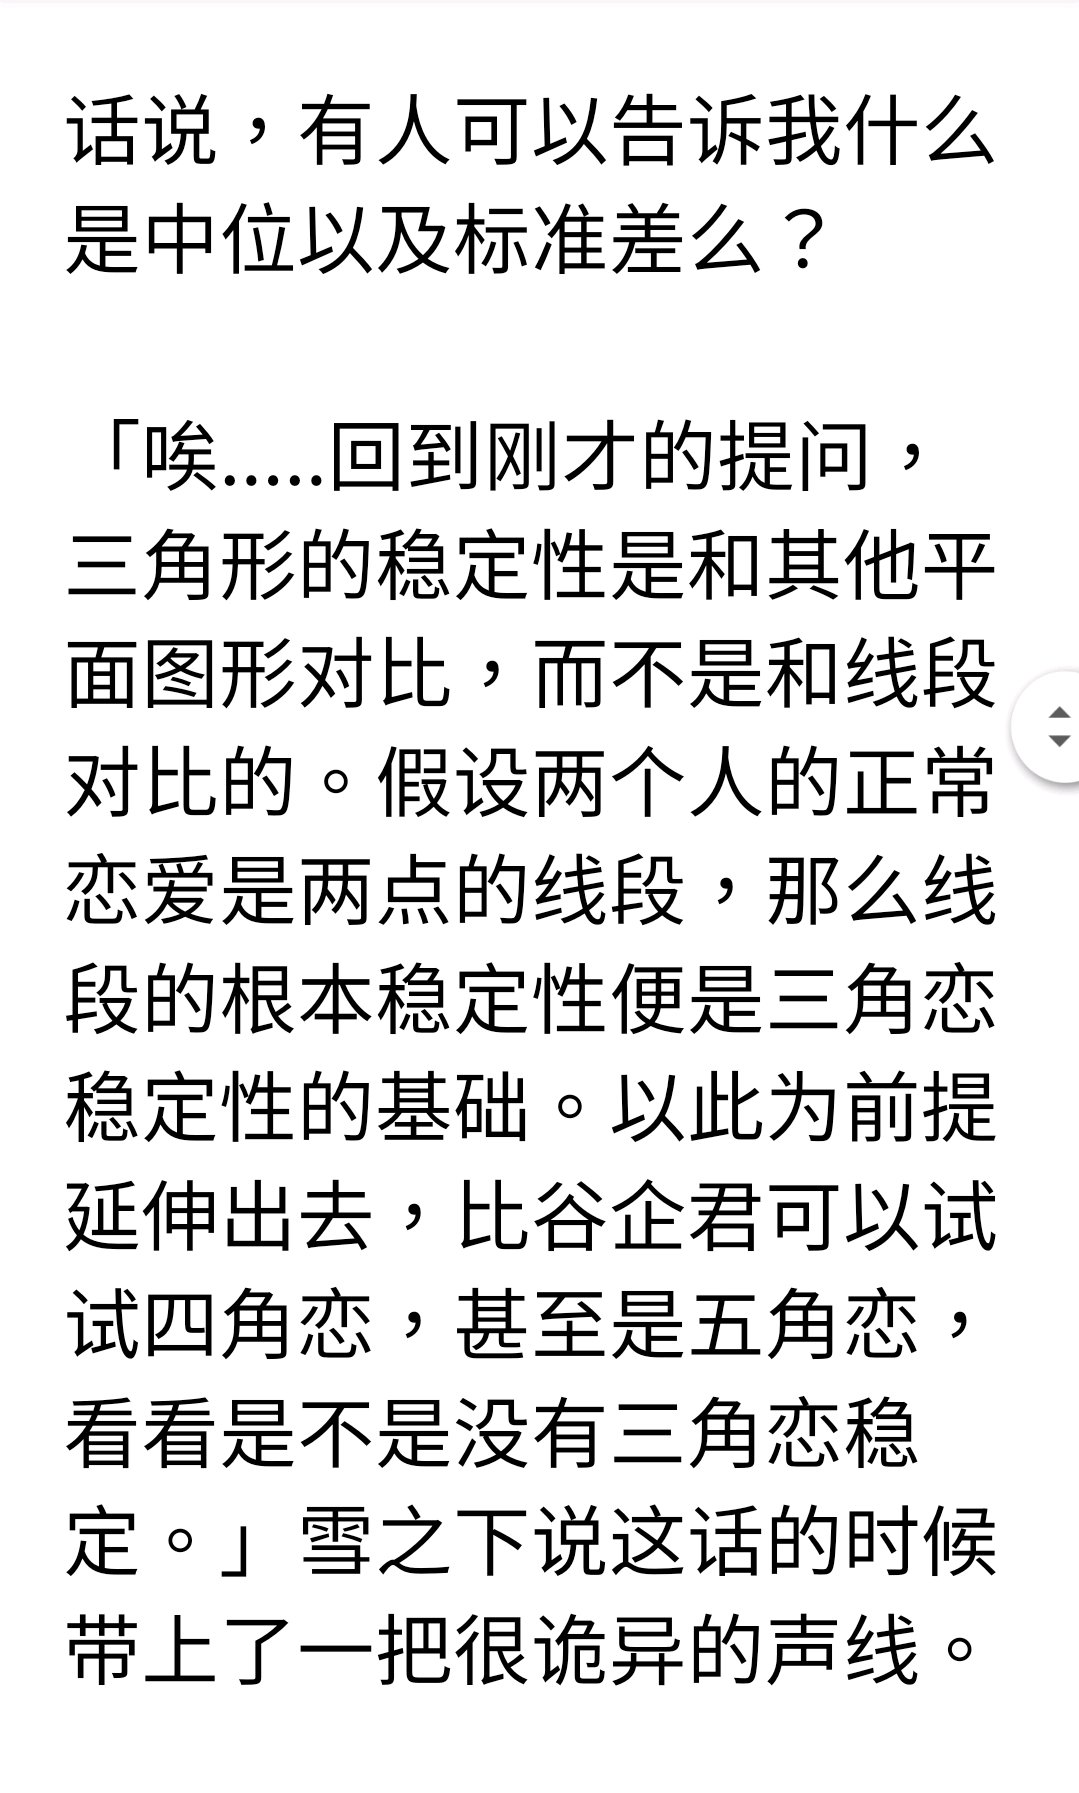 话说，有人可以告诉我什么
是中位以及标准差么？
「唉.....回到刚才的提问，
三角形的稳定性是和其他平
面图形对比，而不是和线段
对比的。假设两个人的正常
恋爱是两点的线段，那么线
段的根本稳定性便是三角恋
稳定性的基础。以此为前提
延伸出去，比谷企君可以试
试四角恋，甚至是五角恋，
看看是不是没有三角恋稳
定。」雪之下说这话的时候
带上了一把很诡异的声线。